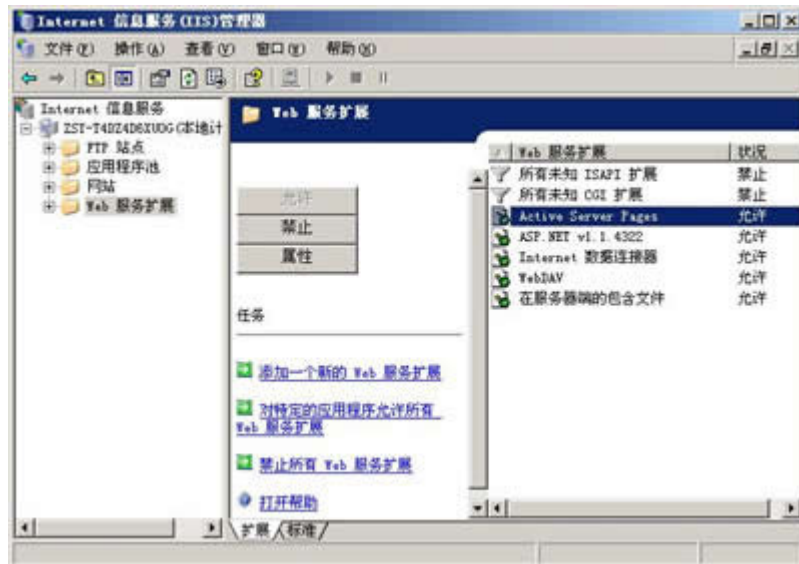 Internet 信息服务(IIS)管理器
文件(F) 操作(A) 查看(V) 窗口(W) 帮助(H)
Internet 信息服务
FTP 站点
应用程序池
网站
Web 服务扩展
Web 服务扩展
允许
禁止
属性
任务
添加一个新的 Web 服务扩展
对特定的应用程序允许所有
Web 服务扩展
禁止所有 Web 服务扩展
打开帮助
Web 服务扩展 状况
所有未知 ISAPI 扩展 禁止
所有未知 CGI 扩展 禁止
Active Server Pages 允许
ASP.NET v1.1.4322 允许
Internet 数据连接器 允许
WebDAV 允许
在服务器端的包含文件 允许
扩展 标准